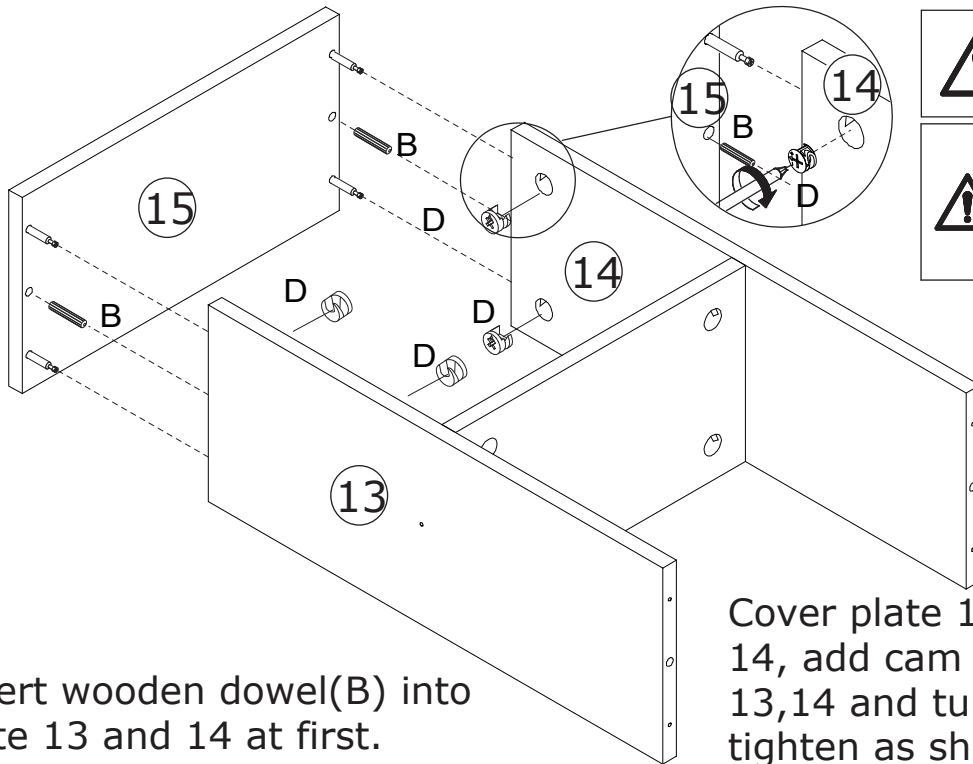 15
B
D
14
15
14
B
D
D
D
D
B
13
ert wooden dowel(B) into
te 13 and 14 at first.
Cover plate 1
14, add cam
13,14 and tu
tighten as sh